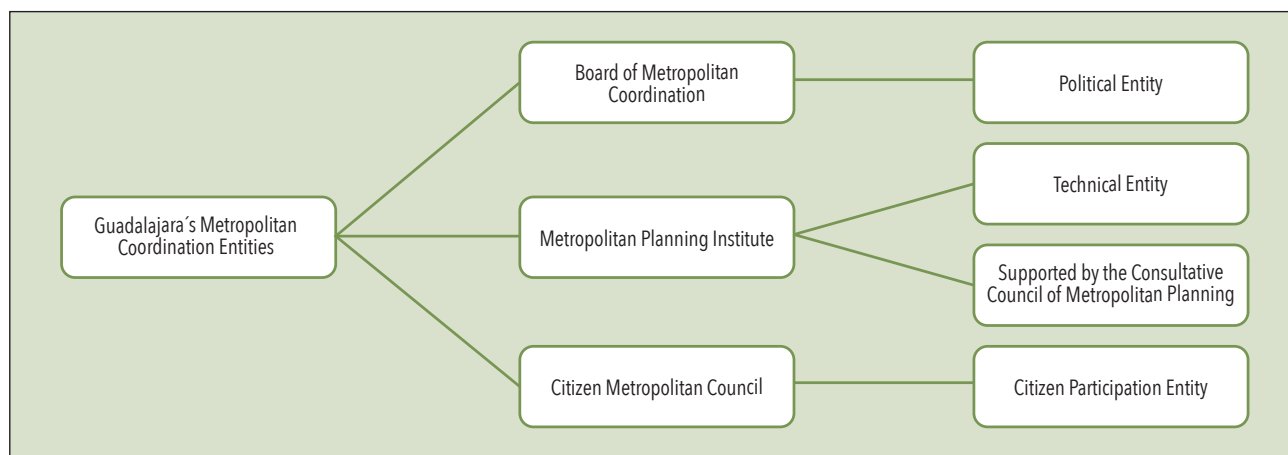 Guadalajara´s Metropolitan
Coordination Entities
Board of Metropolitan
Coordination
Political Entity
Metropolitan Planning Institute
Technical Entity
Supported by the Consultative
Council of Metropolitan Planning
Citizen Metropolitan Council
Citizen Participation Entity